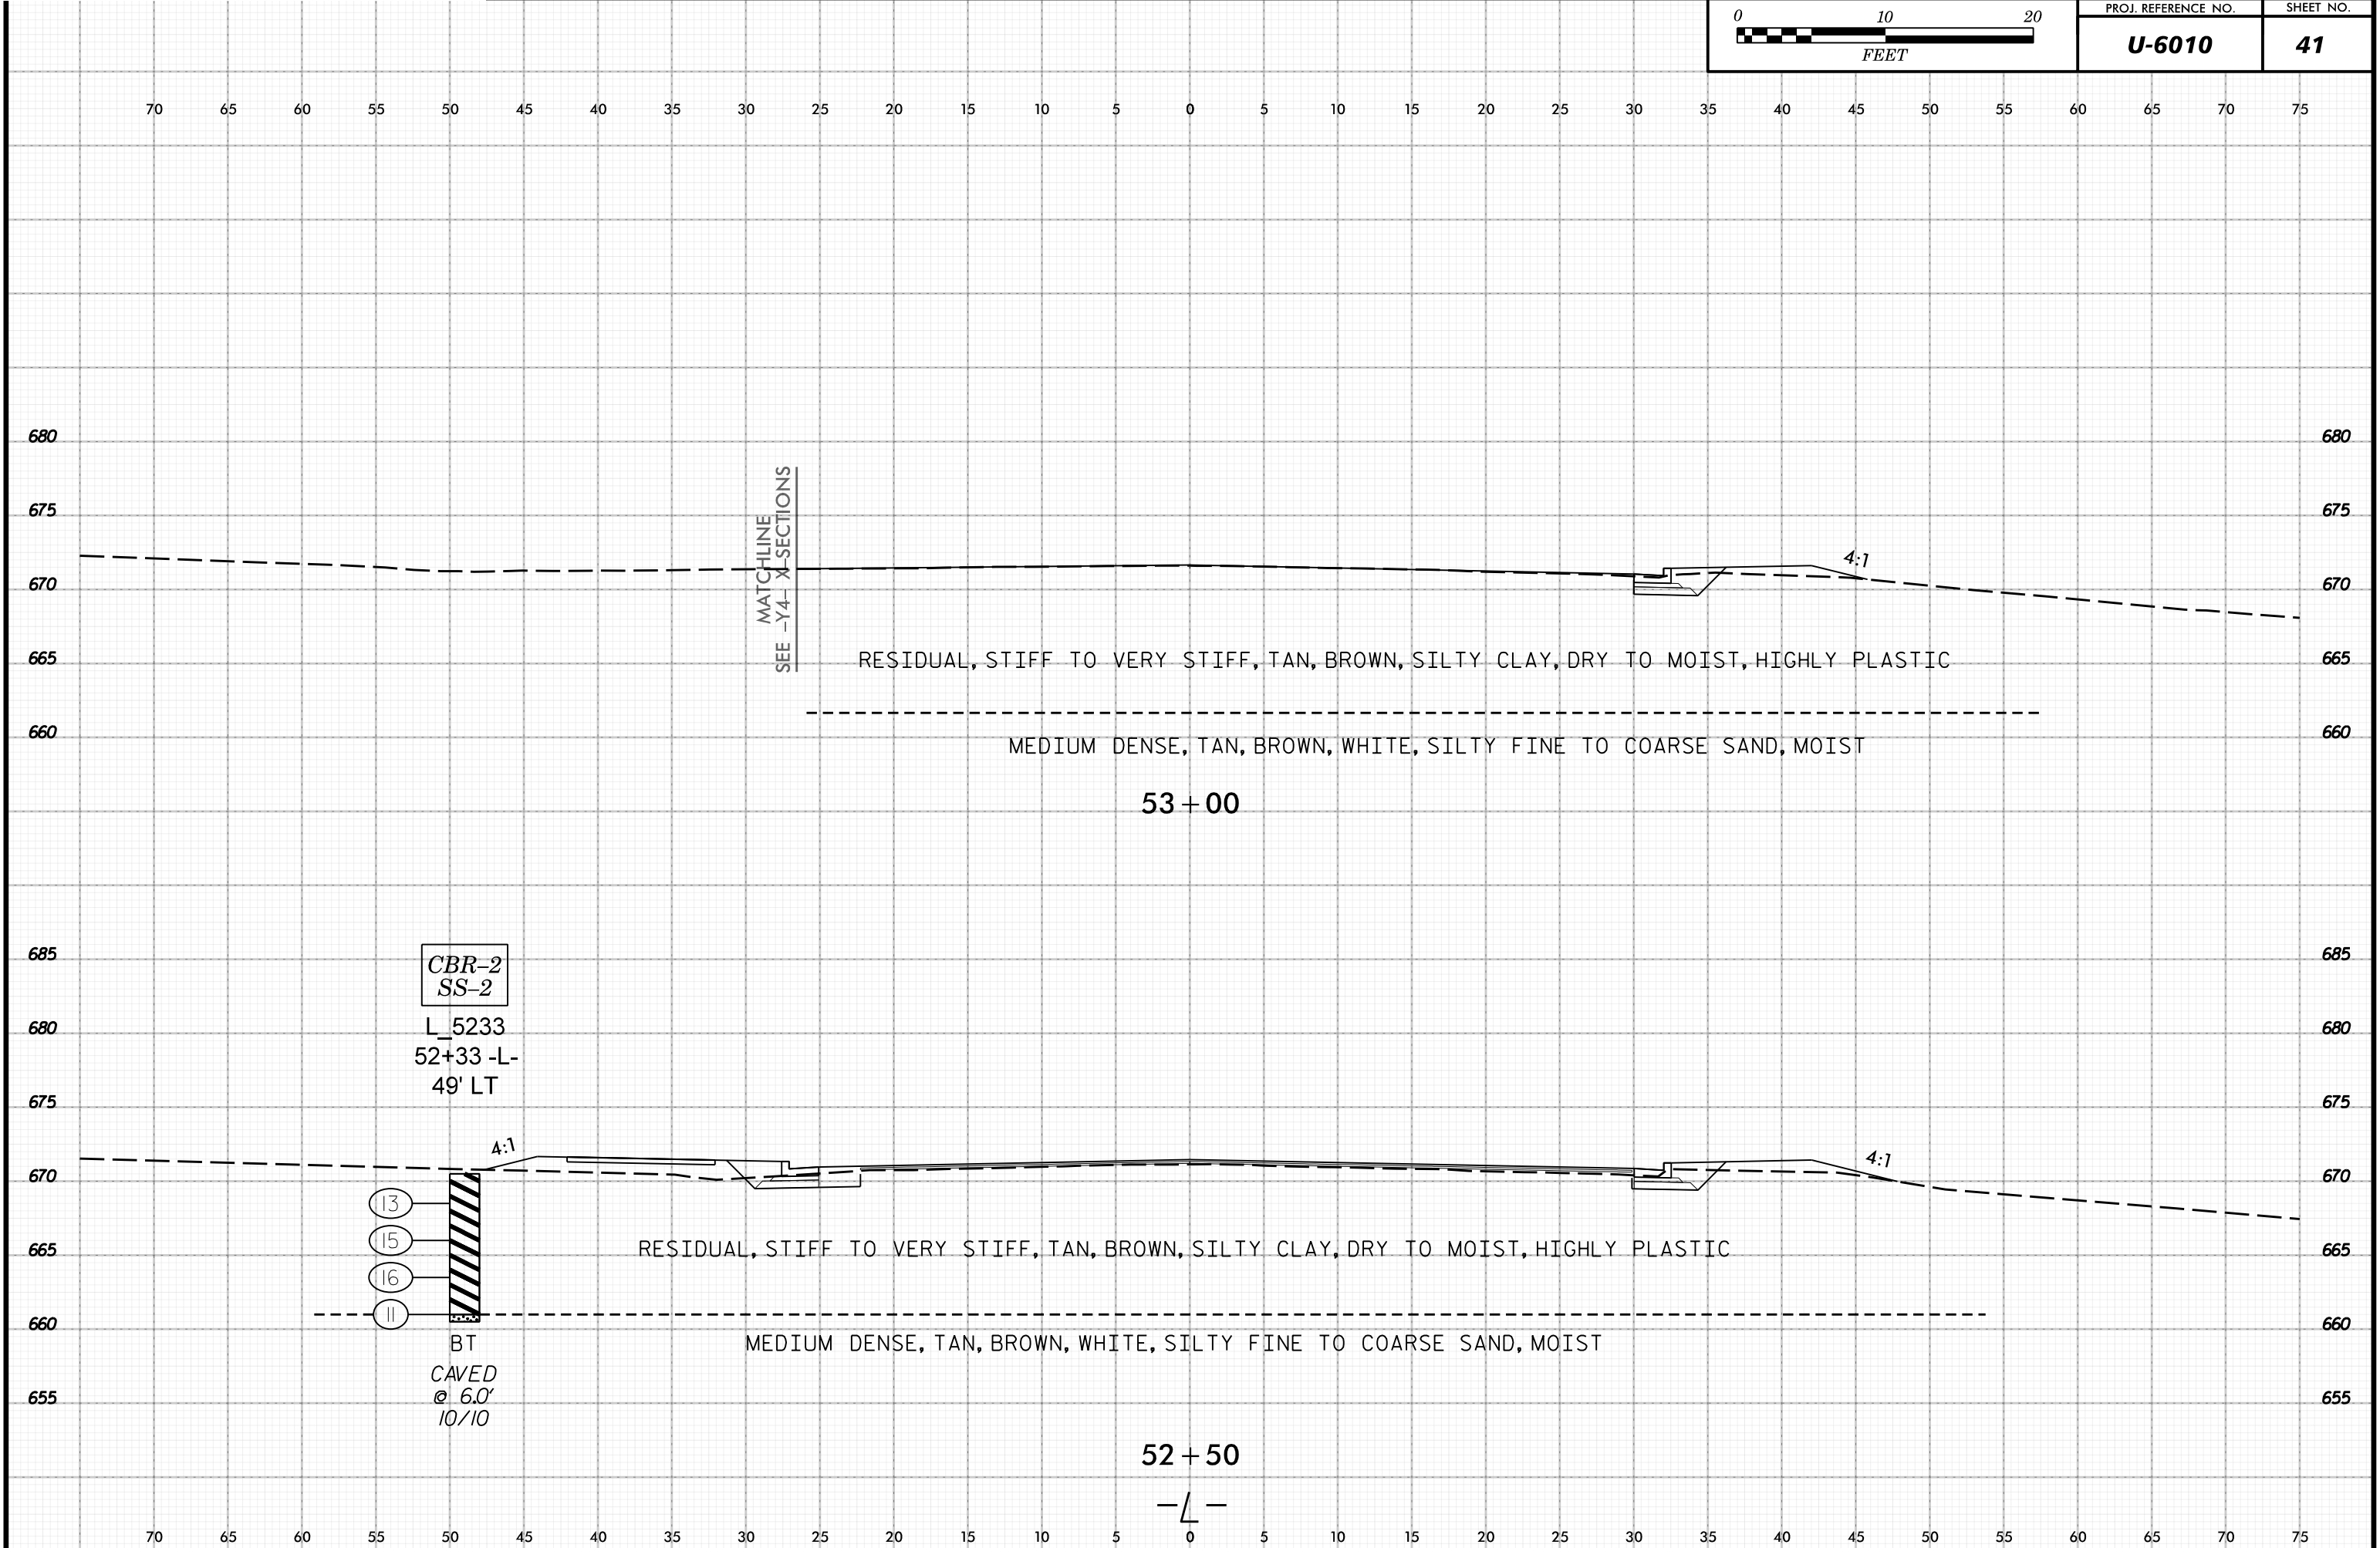 0 10 20
FEET
PROJ. REFERENCE NO.
SHEET NO.
U-6010
41
70 65 60 55 50 45 40 35 30 25 20 15 10 5 0 5 10 15 20 25 30 35 40 45 50 55 60 65 70 75
680 680
MATCHLINE
SEE -Y4- X-SECTIONS
675 675
4:1
670 670
RESIDUAL, STIFF TO VERY STIFF, TAN, BROWN, SILTY CLAY, DRY TO MOIST, HIGHLY PLASTIC
665 665
660 660
MEDIUM DENSE, TAN, BROWN, WHITE, SILTY FINE TO COARSE SAND, MOIST
53+00
685 685
CBR-2
SS-2
L_5233
680 680
52+33 -L-
49' LT
675 675
4:1 4:1
670 670
13
15
RESIDUAL, STIFF TO VERY STIFF, TAN, BROWN, SILTY CLAY, DRY TO MOIST, HIGHLY PLASTIC
665 665
16
11
660 660
BT
MEDIUM DENSE, TAN, BROWN, WHITE, SILTY FINE TO COARSE SAND, MOIST
CAVED
@ 6.0'
10/10
655 655
52+50
-L-
70 65 60 55 50 45 40 35 30 25 20 15 10 5 0 5 10 15 20 25 30 35 40 45 50 55 60 65 70 75